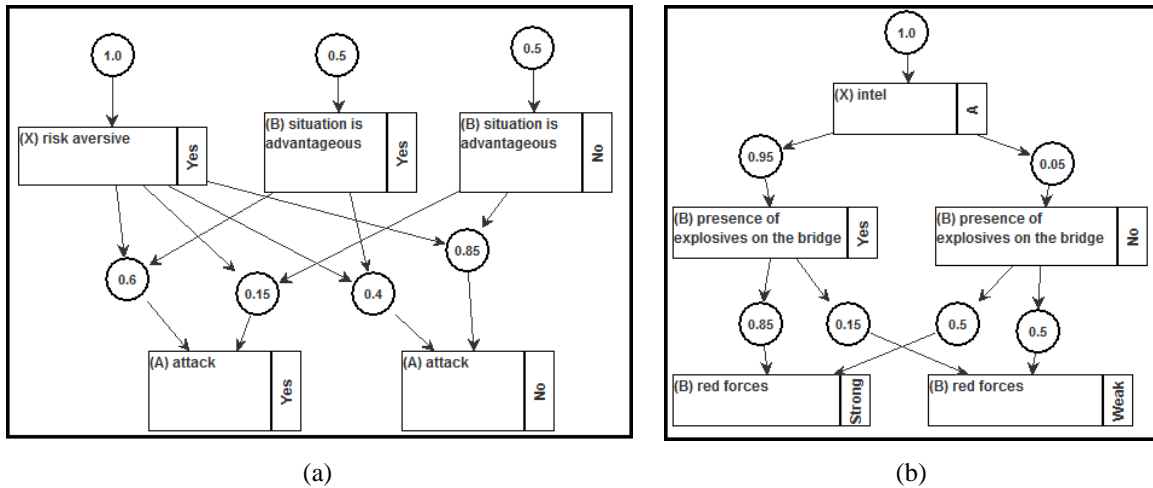 1.0
0.5
0.5
(X) risk aversive
Yes
(B) situation is
advantageous
Yes
(B) situation is
advantageous
No
0.85
0.6
0.15
0.4
(A) attack
Yes
(A) attack
No
(a)
1.0
(X) intel
A
0.95
0.05
(B) presence of
explosives on the bridge
Yes
(B) presence of
explosives on the bridge
No
0.85
0.15
0.5
0.5
(B) red forces
Strong
(B) red forces
Weak
(b)